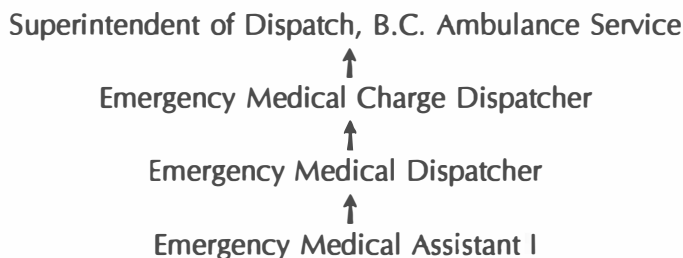 Superintendent of Dispatch, B.C. Ambulance Service
Emergency Medical Charge Dispatcher
Emergency Medical Dispatcher
Emergency Medical Assistant I